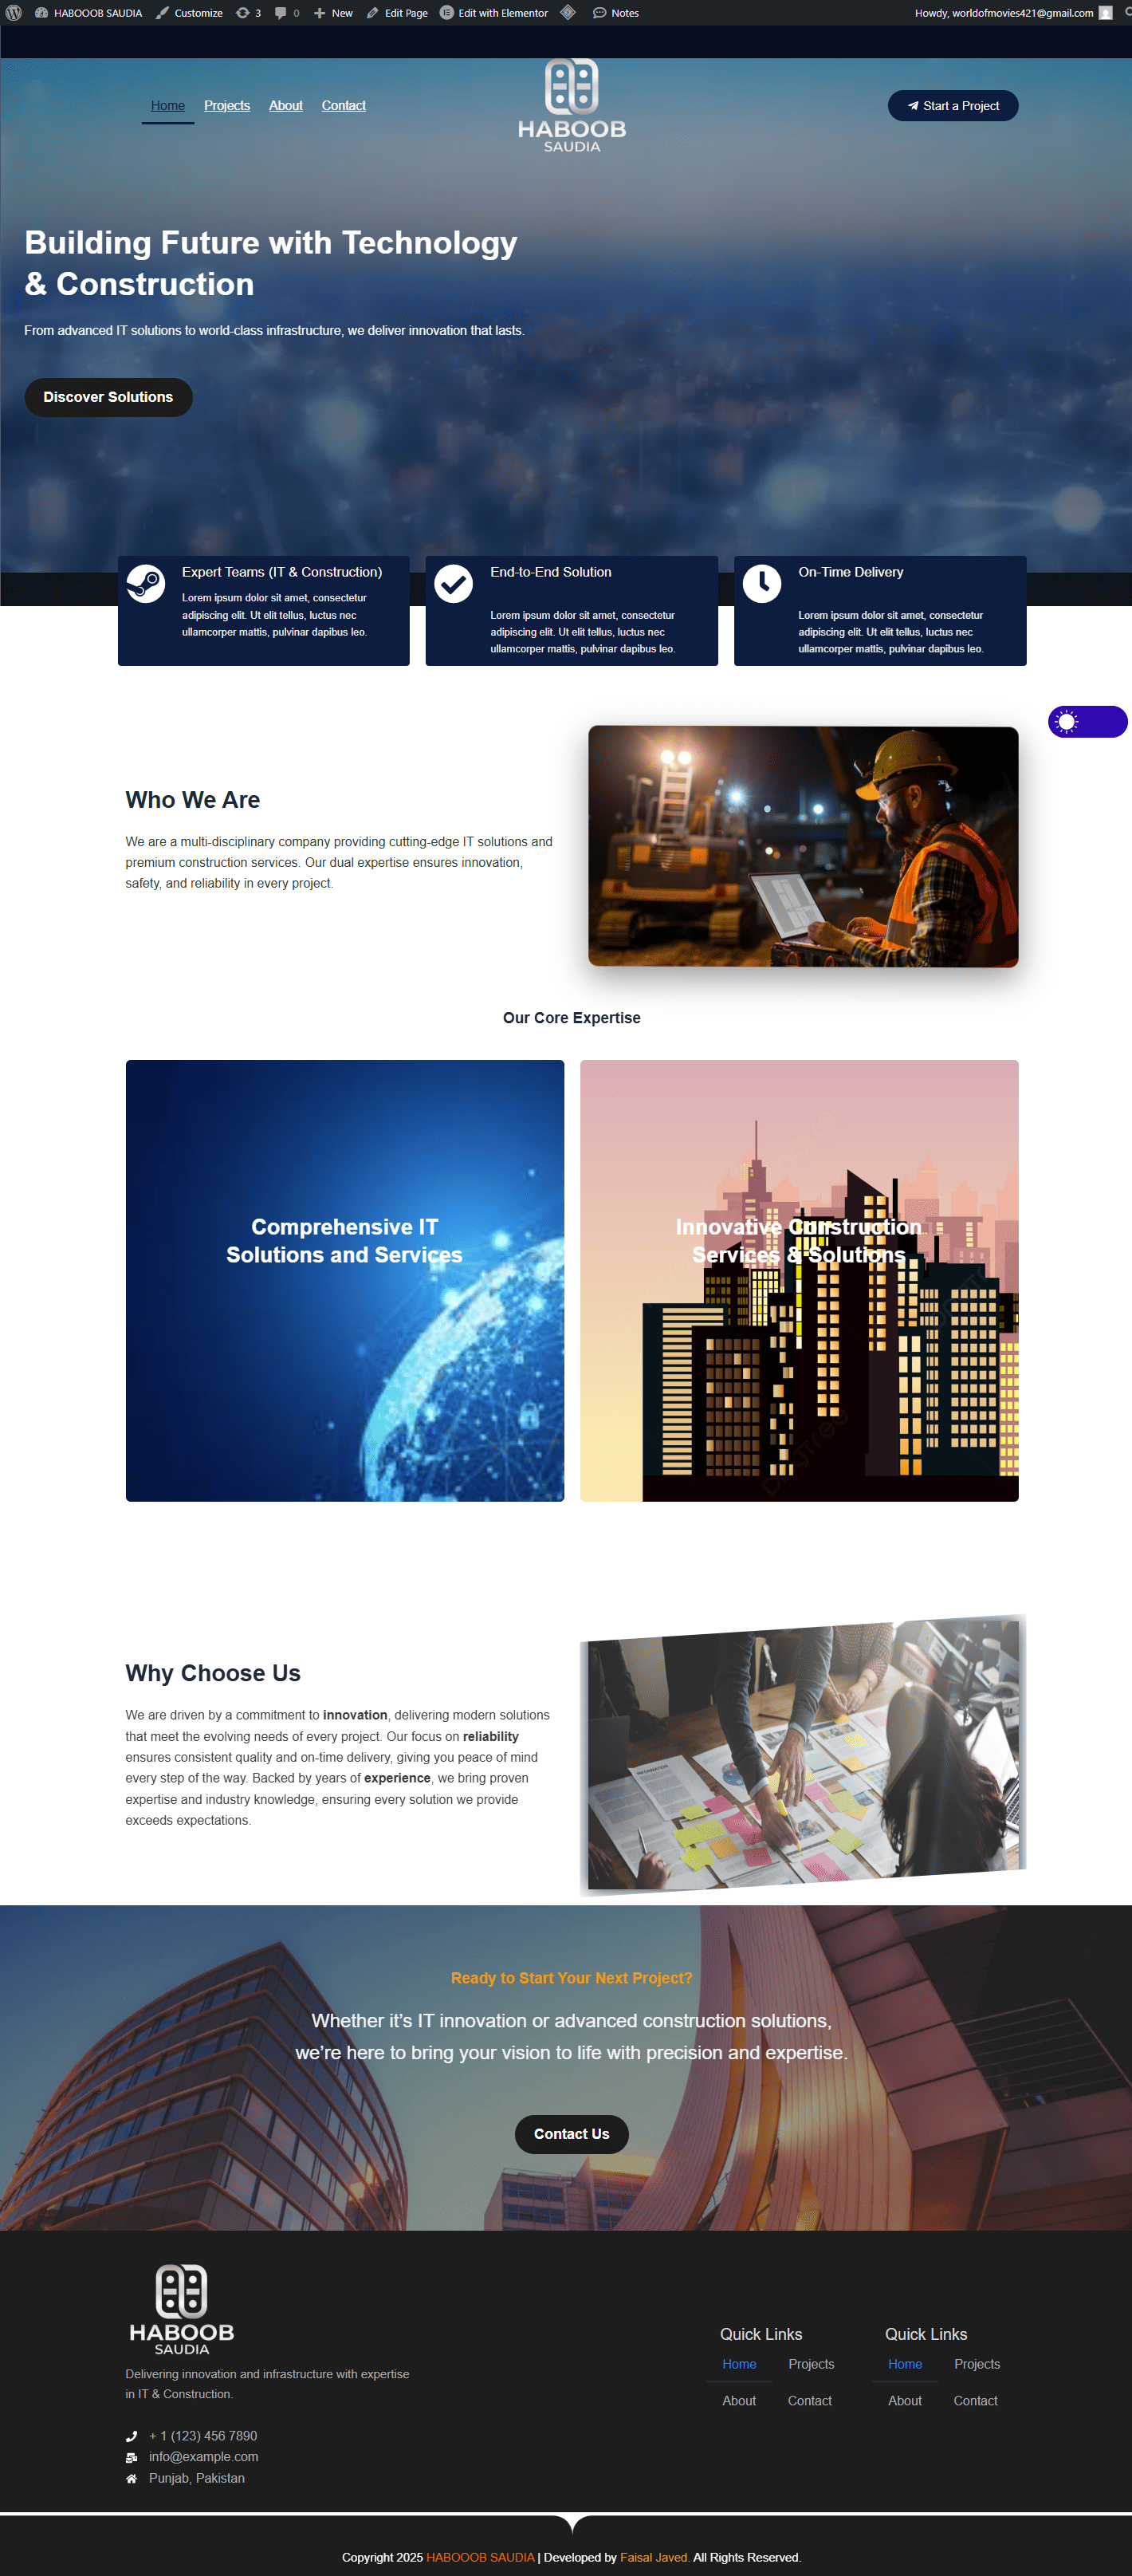 HABOOOB SAUDIA Customize 3 0 New Edit Page Edit with Elementor Notes Howdy, worldofmovies421@gmail.com
Home Projects About Contact
HABOOB
SAUDIA
Start a Project
Building Future with Technology
& Construction
From advanced IT solutions to world-class infrastructure, we deliver innovation that lasts.
Discover Solutions
Expert Teams (IT & Construction)
Lorem ipsum dolor sit amet, consectetur
adipiscing elit. Ut elit tellus, luctus nec
ullamcorper mattis, pulvinar dapibus leo.
End-to-End Solution
Lorem ipsum dolor sit amet, consectetur
adipiscing elit. Ut elit tellus, luctus nec
ullamcorper mattis, pulvinar dapibus leo.
On-Time Delivery
Lorem ipsum dolor sit amet, consectetur
adipiscing elit. Ut elit tellus, luctus nec
ullamcorper mattis, pulvinar dapibus leo.
Who We Are
We are a multi-disciplinary company providing cutting-edge IT solutions and
premium construction services. Our dual expertise ensures innovation,
safety, and reliability in every project.
Our Core Expertise
Comprehensive IT
Solutions and Services
Innovative Construction
Services & Solutions
Why Choose Us
We are driven by a commitment to innovation, delivering modern solutions
that meet the evolving needs of every project. Our focus on reliability
ensures consistent quality and on-time delivery, giving you peace of mind
every step of the way. Backed by years of experience, we bring proven
expertise and industry knowledge, ensuring every solution we provide
exceeds expectations.
Ready to Start Your Next Project?
Whether it’s IT innovation or advanced construction solutions,
we’re here to bring your vision to life with precision and expertise.
Contact Us
HABOOB
SAUDIA
Delivering innovation and infrastructure with expertise
in IT & Construction.
+ 1 (123) 456 7890
info@example.com
Punjab, Pakistan
Quick Links
Home Projects
About Contact
Quick Links
Home Projects
About Contact
Copyright 2025 HABOOOB SAUDIA | Developed by Faisal Javed. All Rights Reserved.